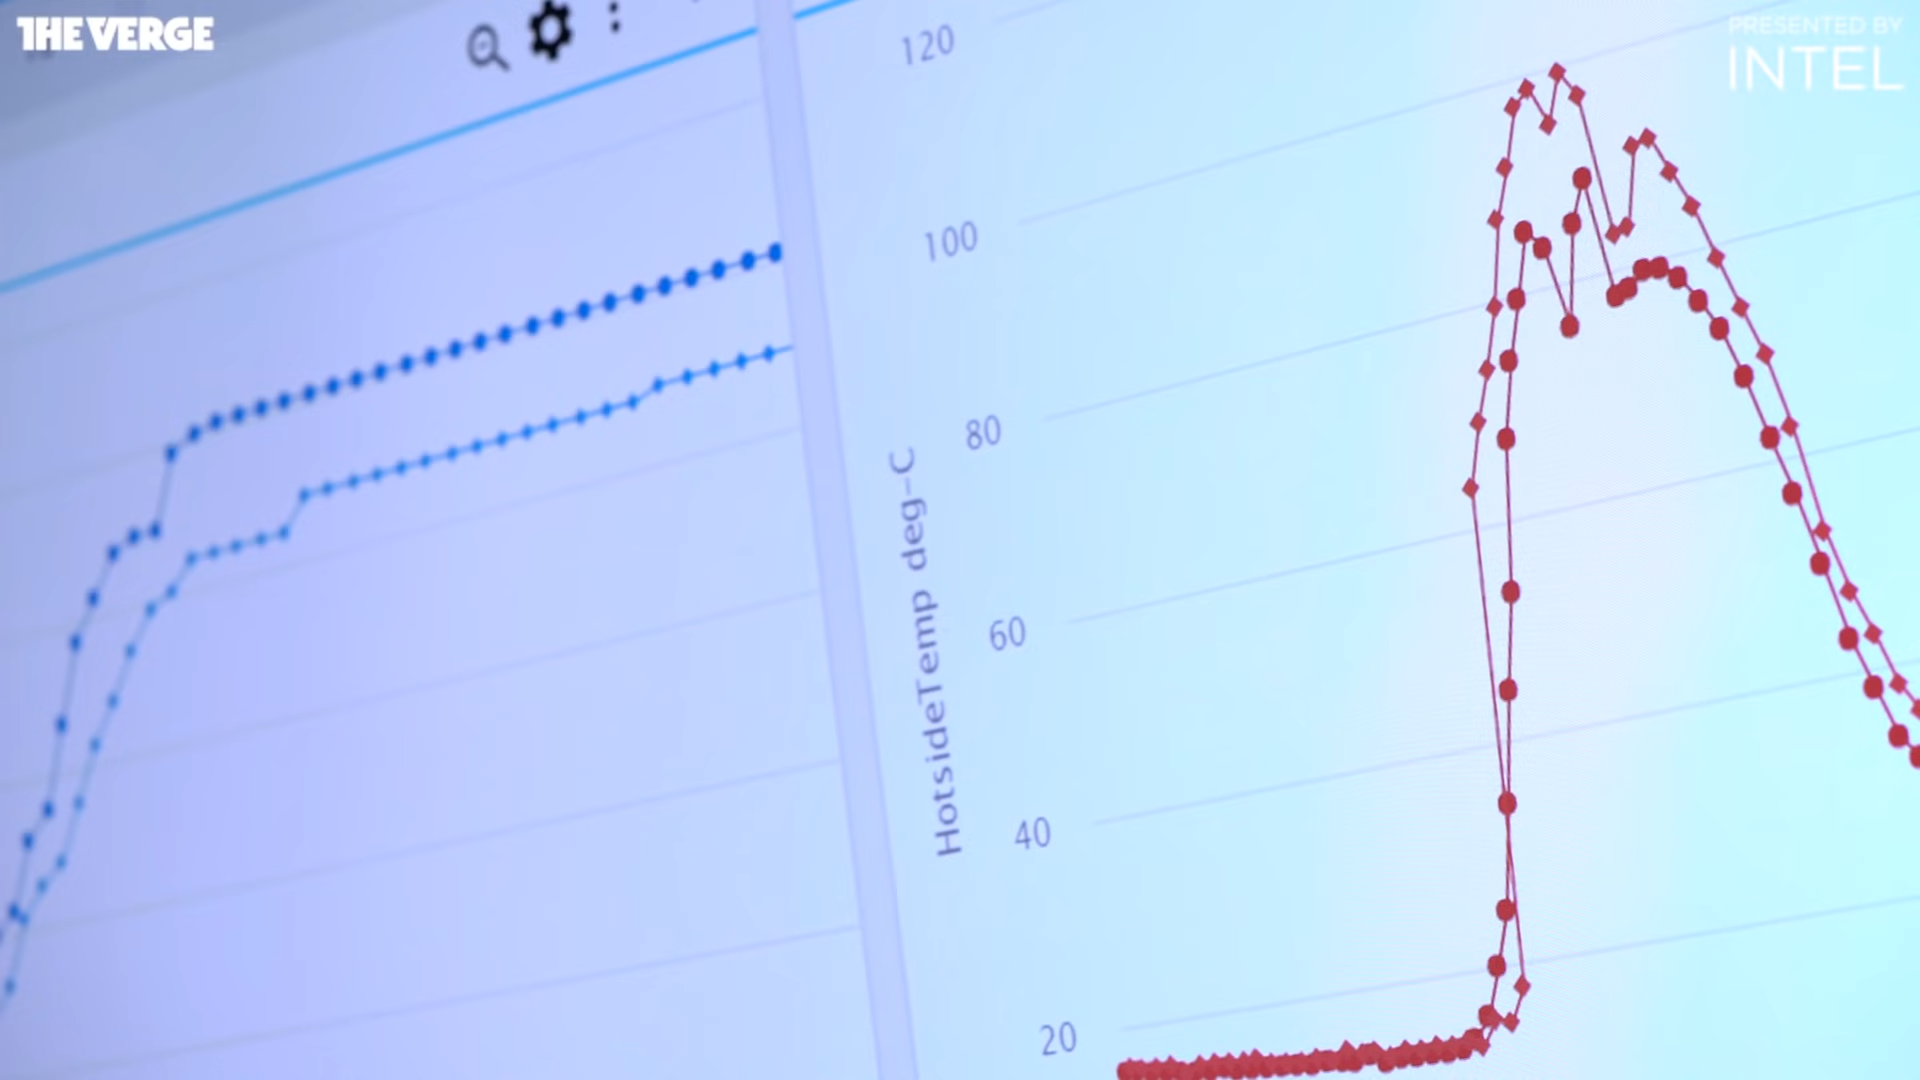 THE VERGE
PRESENTED BY
INTEL
120
100
80
60
40
20
HotsideTemp deg-C